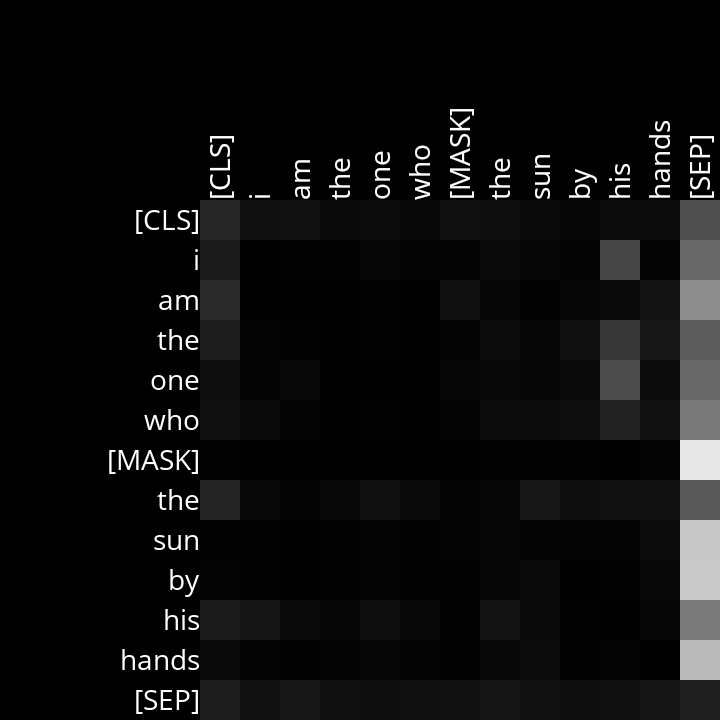 [CLS] i am the one who [MASK] the sun by his hands [SEP]
[CLS]
i
am
the
one
who
[MASK]
the
sun
by
his
hands
[SEP]